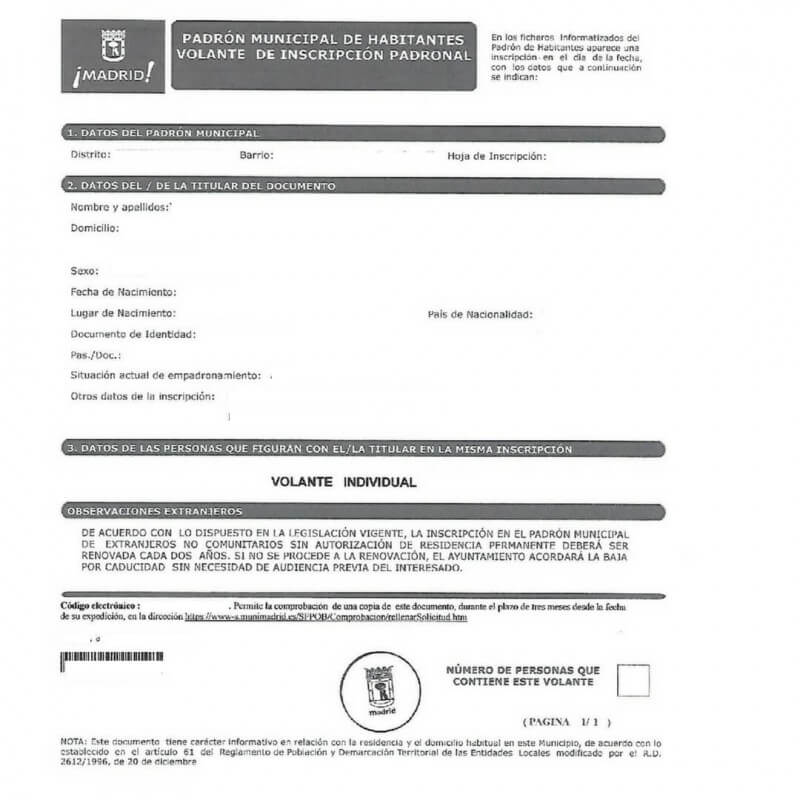 ¡MADRID!
PADRÓN MUNICIPAL DE HABITANTES
VOLANTE DE INSCRIPCIÓN PADRONAL
En los ficheros informatizados del
Padrón de Habitantes aparece una
inscripción en el día de la fecha,
con los datos que a continuación
se indican:
1. DATOS DEL PADRÓN MUNICIPAL
Distrito: Barrio: Hoja de Inscripción:
2. DATOS DEL / DE LA TITULAR DEL DOCUMENTO
Nombre y apellidos:
Domicilio:
Sexo:
Fecha de Nacimiento:
Lugar de Nacimiento: País de Nacionalidad:
Documento de Identidad:
Pas./Doc.:
Situación actual de empadronamiento:
Otros datos de la inscripción:
3. DATOS DE LAS PERSONAS QUE FIGURAN CON EL/LA TITULAR EN LA MISMA INSCRIPCIÓN
VOLANTE INDIVIDUAL
OBSERVACIONES EXTRANJEROS
DE ACUERDO CON LO DISPUESTO EN LA LEGISLACIÓN VIGENTE, LA INSCRIPCIÓN EN EL PADRÓN MUNICIPAL
DE EXTRANJEROS NO COMUNITARIOS SIN AUTORIZACIÓN DE RESIDENCIA PERMANENTE DEBERÁ SER
RENOVADA CADA DOS AÑOS. SI NO SE PROCEDE A LA RENOVACIÓN, EL AYUNTAMIENTO ACORDARÁ LA BAJA
POR CADUCIDAD SIN NECESIDAD DE AUDIENCIA PREVIA DEL INTERESADO.
Código electrónico : . Permite la comprobación de una copia de este documento, durante el plazo de tres meses desde la fecha
de su expedición, en la dirección https://www-s.munimadrid.es/SFPOB/Comprobacion/rellenarSolicitud.htm
madrid
NÚMERO DE PERSONAS QUE
CONTIENE ESTE VOLANTE
(PAGINA 1/ 1 )
NOTA: Este documento tiene carácter informativo en relación con la residencia y el domicilio habitual en este Municipio, de acuerdo con lo
establecido en el artículo 61 del Reglamento de Población y Demarcación Territorial de las Entidades Locales modificado por el R.D.
2612/1996, de 20 de diciembre